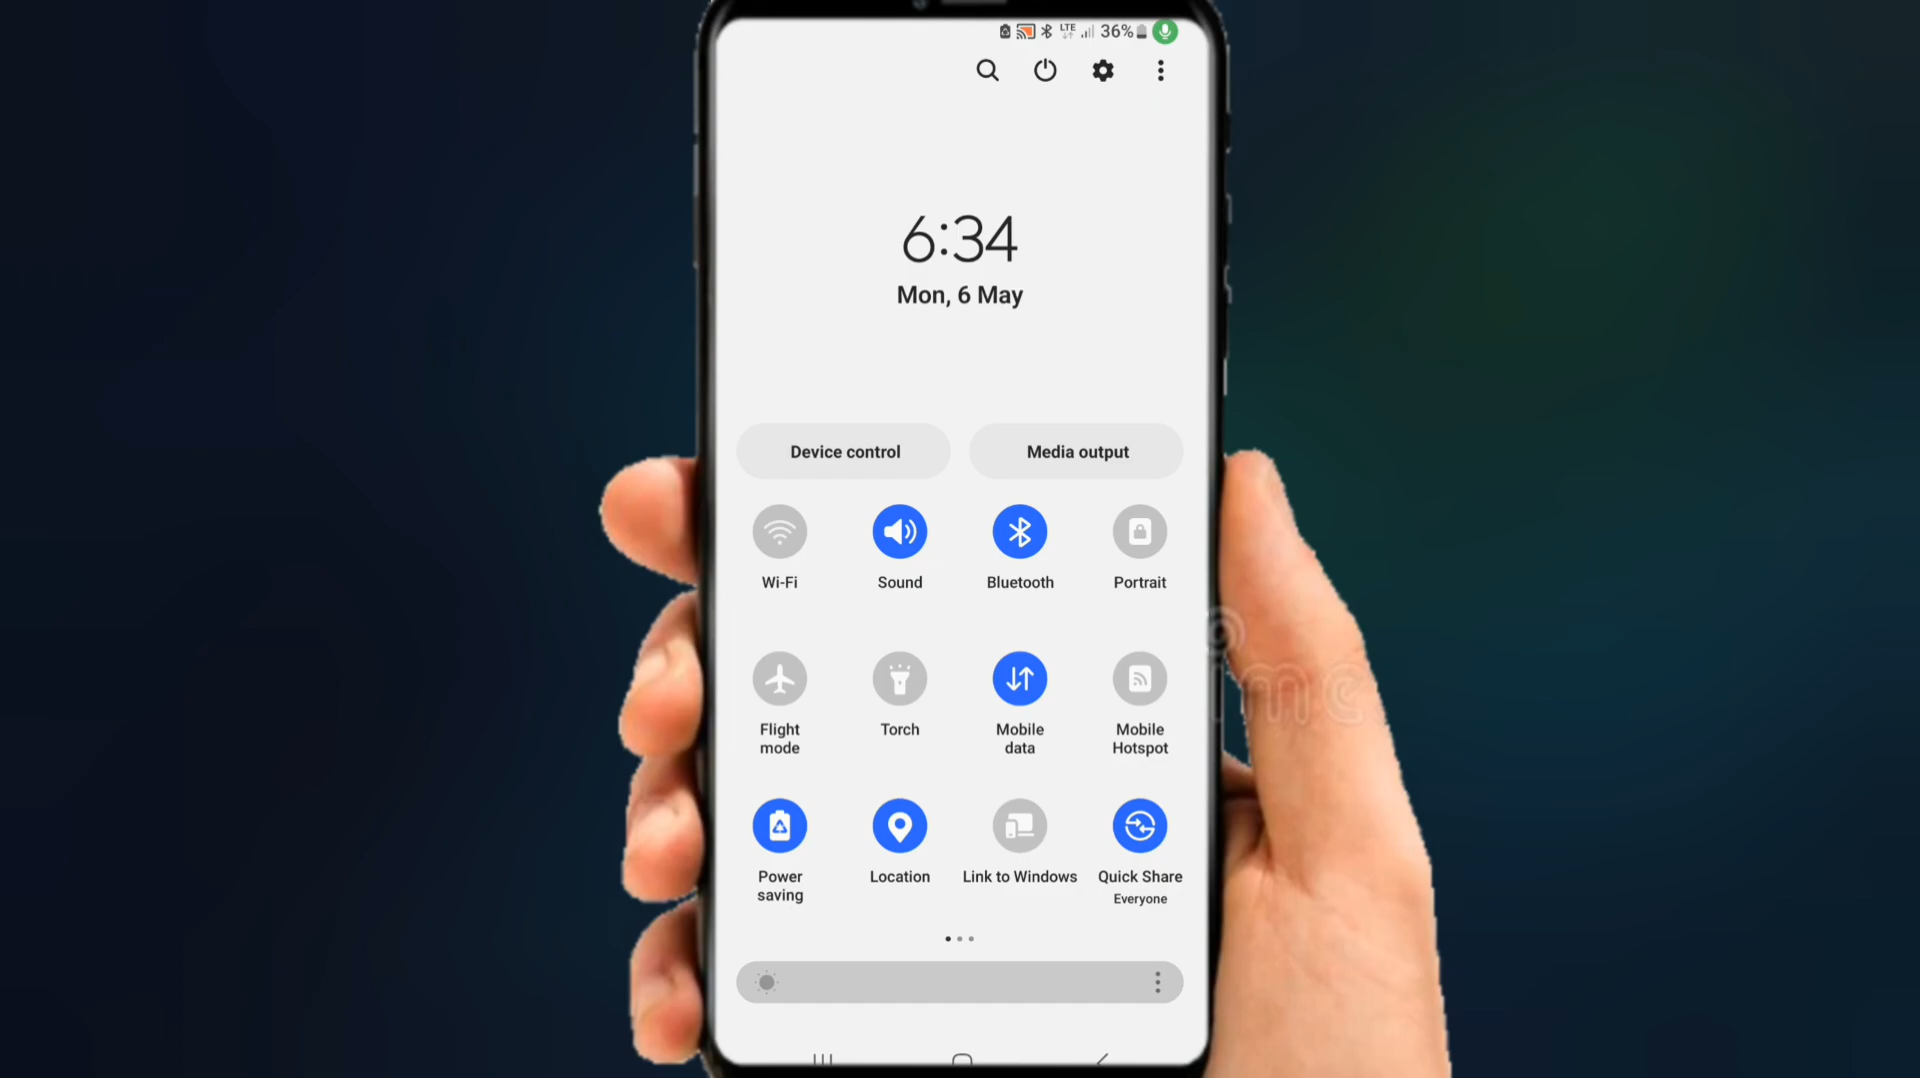 LTE 36%
6:34
Mon, 6 May
Device control Media output
Wi-Fi Sound Bluetooth Portrait
Flight mode Torch Mobile data Mobile Hotspot
Power saving Location Link to Windows Quick Share
Everyone